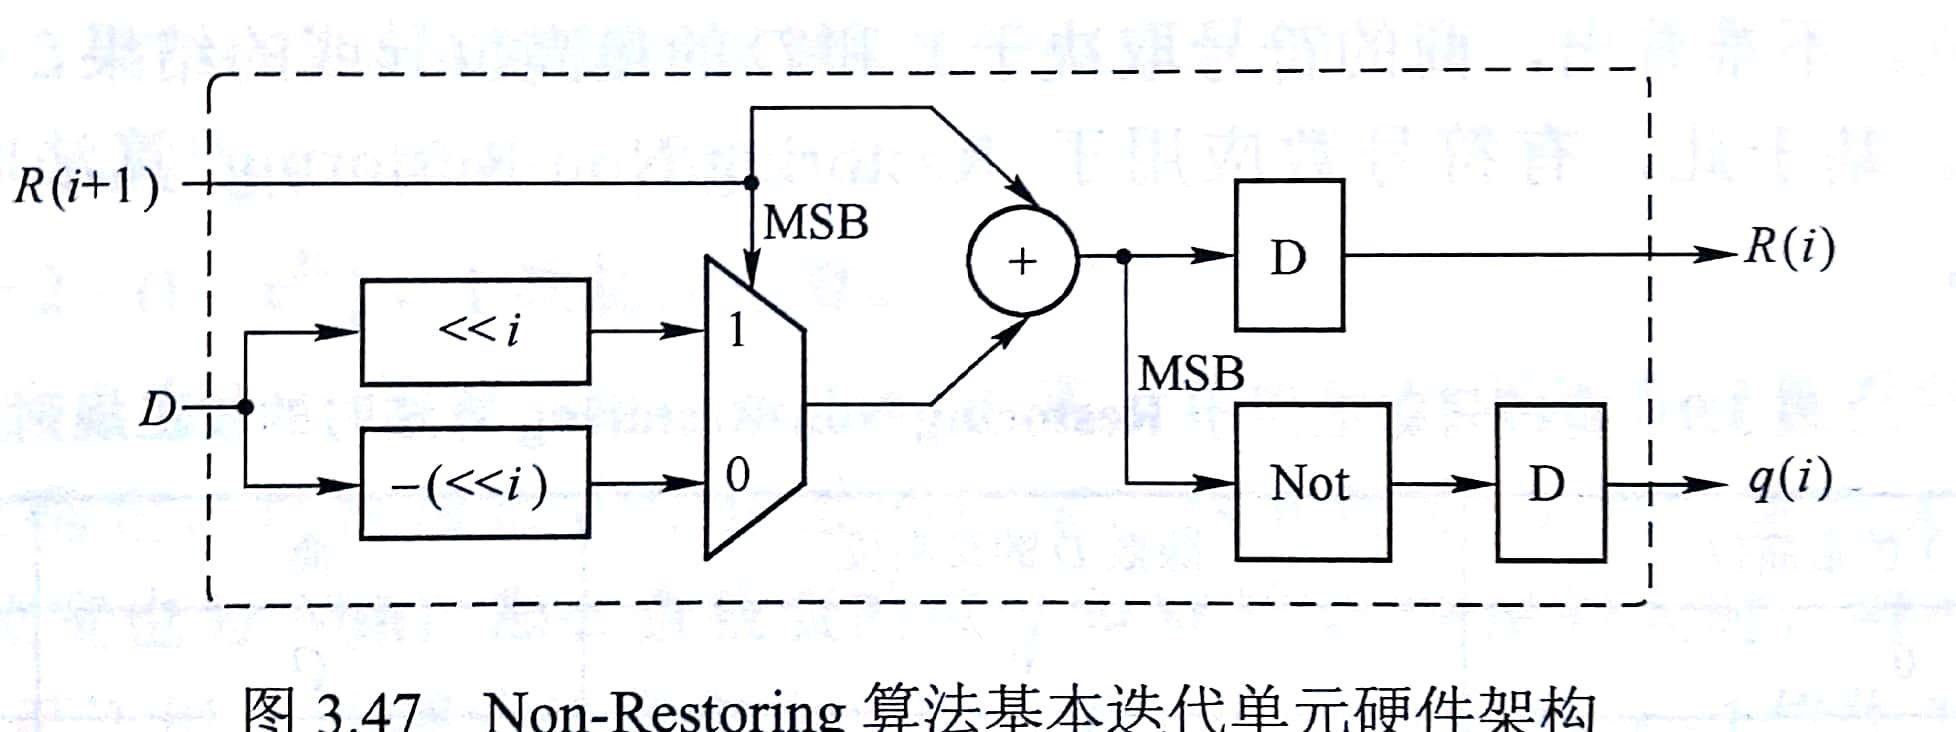 R(i+1)
MSB
<<i
1
+
D
R(i)
D
MSB
-(<<i)
0
Not
D
q(i)
图 3.47 Non-Restoring 算法基本迭代单元硬件架构